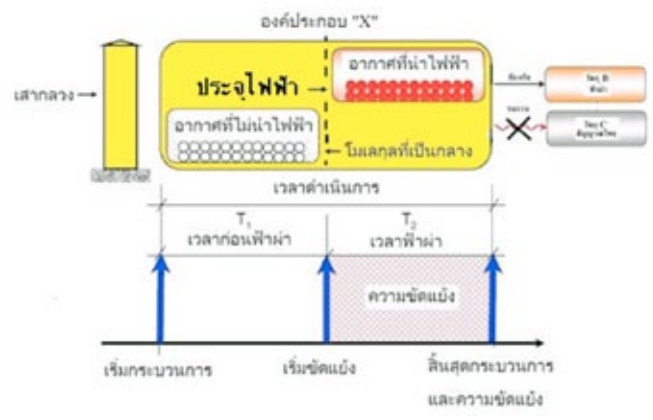 องค์ประกอบ "X"
เสากลวง
ประจุไฟฟ้า
อากาศที่นำไฟฟ้า
อากาศที่ไม่นำไฟฟ้า
โมเลกุลที่เป็นกลาง
เวลาดำเนินการ
T1
เวลาก่อนฟ้าผ่า
T2
เวลาฟ้าผ่า
ความขัดแย้ง
เริ่มกระบวนการ
เริ่มขัดแย้ง
สิ้นสุดกระบวนการ
และความขัดแย้ง